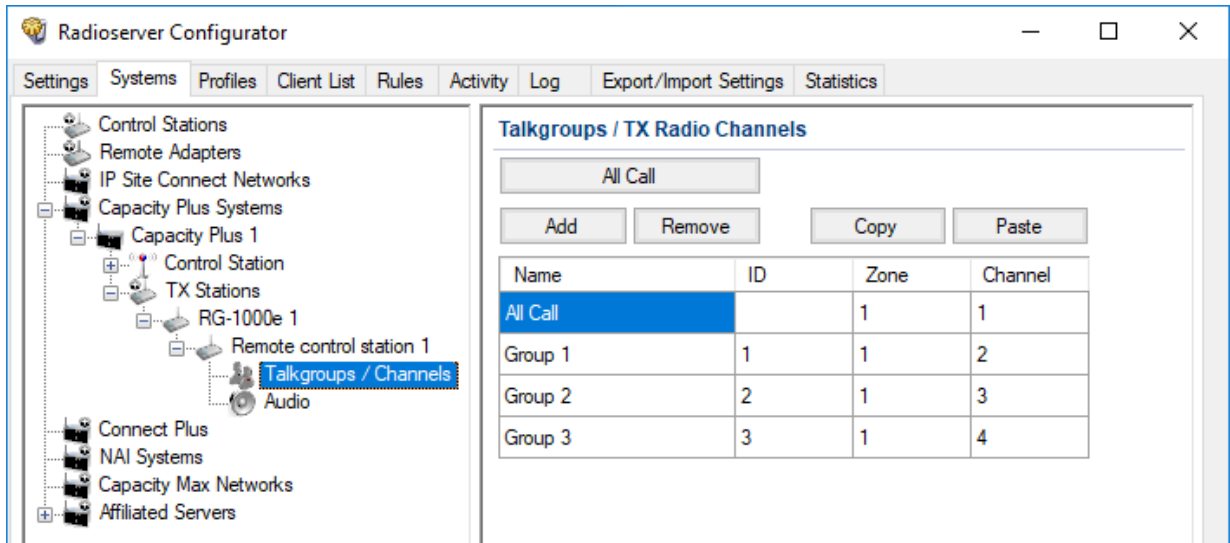 Radioserver Configurator
Settings Systems Profiles Client List Rules Activity Log Export/Import Settings Statistics
Control Stations
Remote Adapters
IP Site Connect Networks
Capacity Plus Systems
Capacity Plus 1
Control Station
TX Stations
RG-1000e 1
Remote control station 1
Talkgroups / Channels
Audio
Connect Plus
NAI Systems
Capacity Max Networks
Affiliated Servers
Talkgroups / TX Radio Channels
All Call
Add Remove Copy Paste
Name ID Zone Channel
All Call 1 1
Group 1 1 1 2
Group 2 2 1 3
Group 3 3 1 4